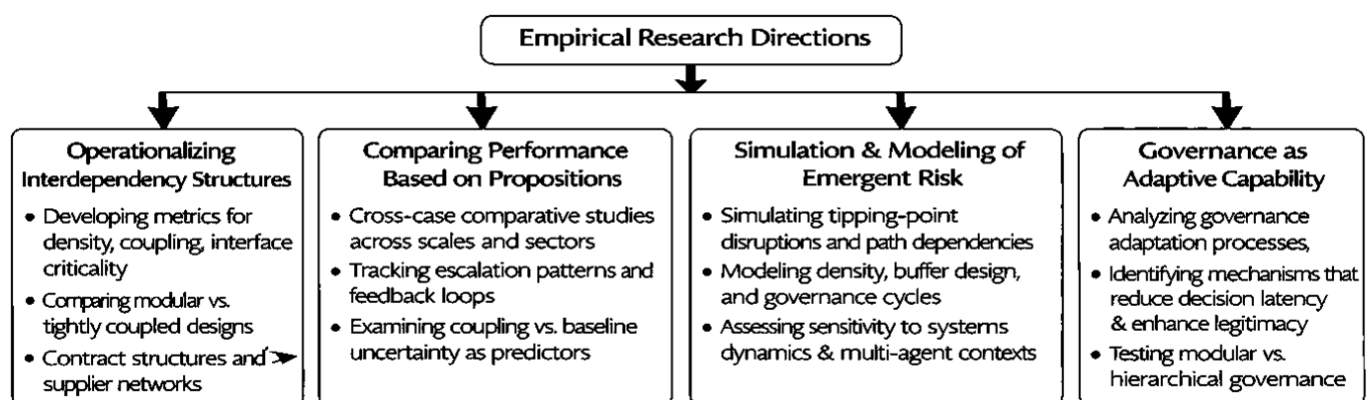 Empirical Research Directions
Operationalizing
Interdependency Structures
• Developing metrics for
density, coupling, interface
criticality
• Comparing modular vs.
tightly coupled designs
• Contract structures and
supplier networks
Comparing Performance
Based on Propositions
• Cross-case comparative studies
across scales and sectors
• Tracking escalation patterns and
feedback loops
• Examining coupling vs. baseline
uncertainty as predictors
Simulation & Modeling of
Emergent Risk
• Simulating tipping-point
disruptions and path dependencies
• Modeling density, buffer design,
and governance cycles
• Assessing sensitivity to systems
dynamics & multi-agent contexts
Governance as
Adaptive Capability
• Analyzing governance
adaptation processes,
• Identifying mechanisms that
reduce decision latency
& enhance legitimacy
• Testing modular vs.
hierarchical governance